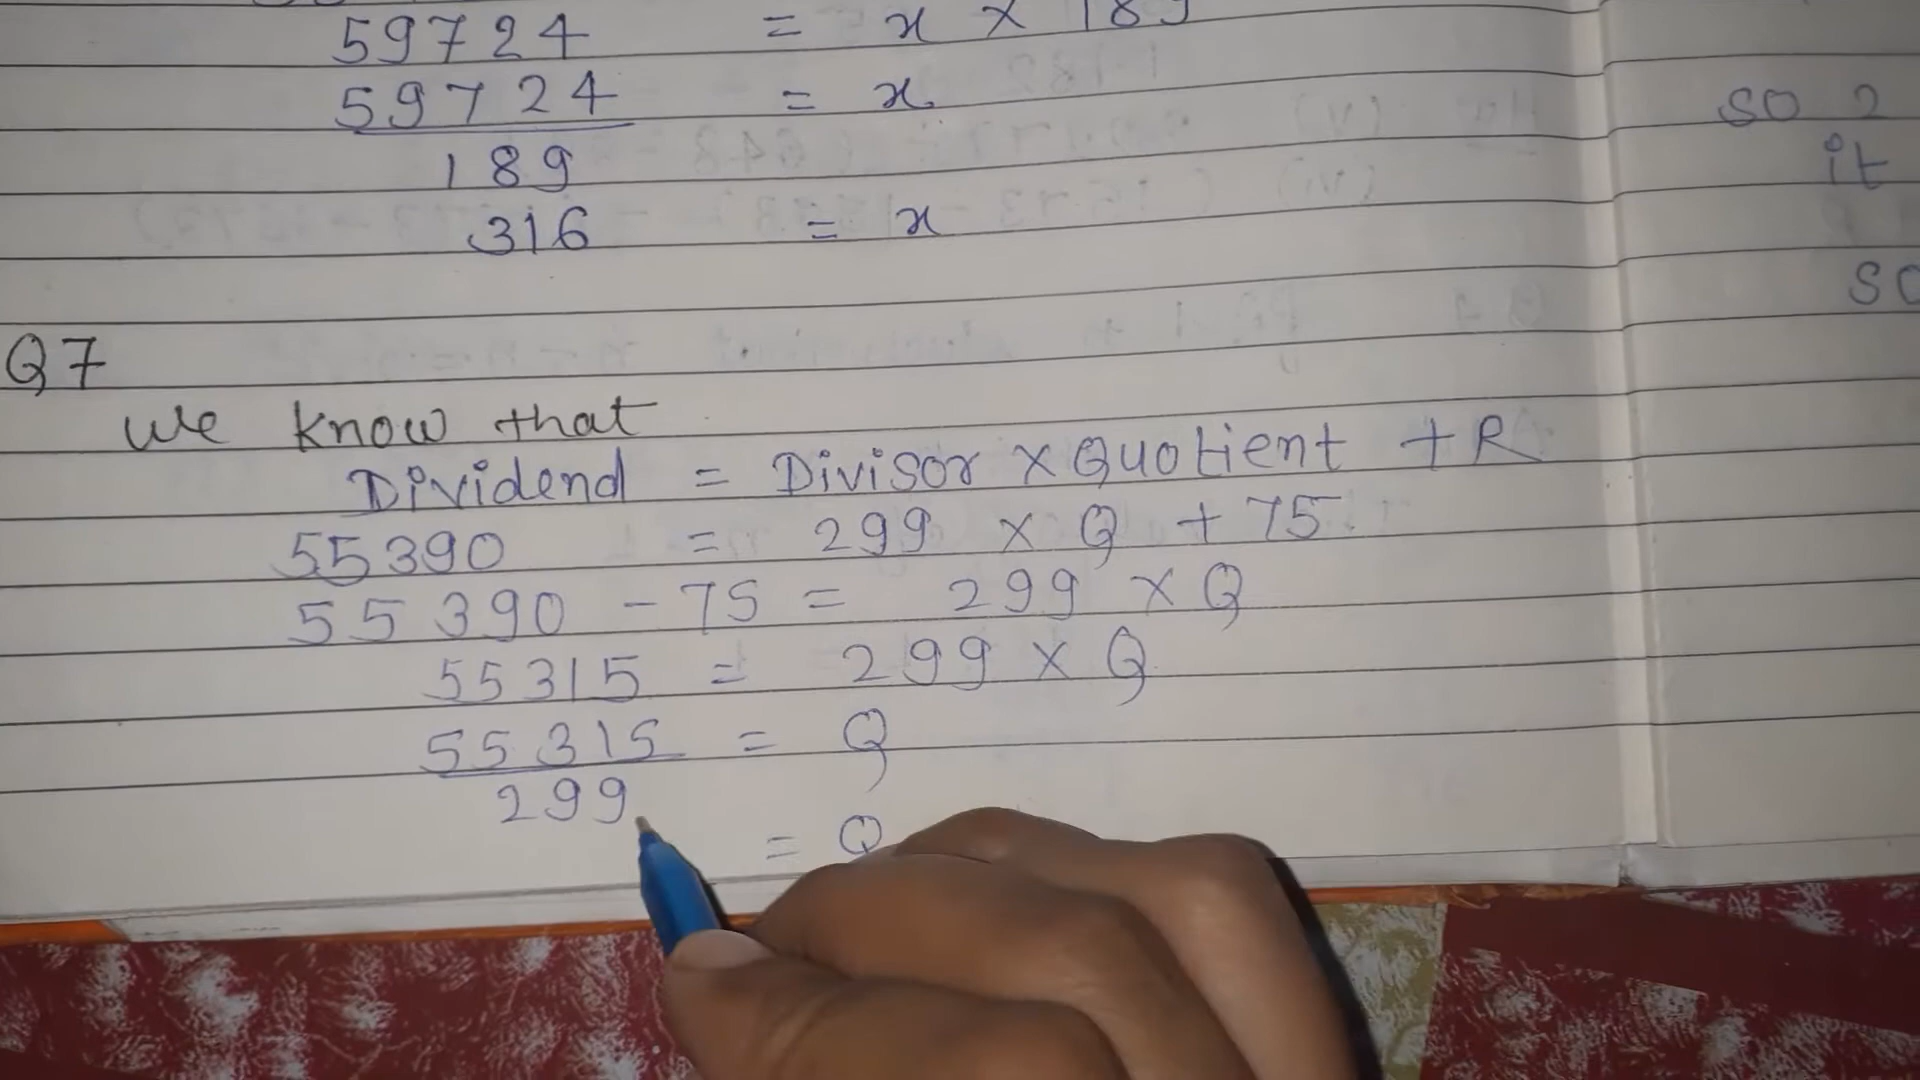 59724 = x × 189
59724 = x
189
316 = x
Q7
We know that
Dividend = Divisor × Quotient + R
55390 = 299 × Q + 75
55390 - 75 = 299 × Q
55315 = 299 × Q
55315 = Q
299
= Q
so 2
it
so